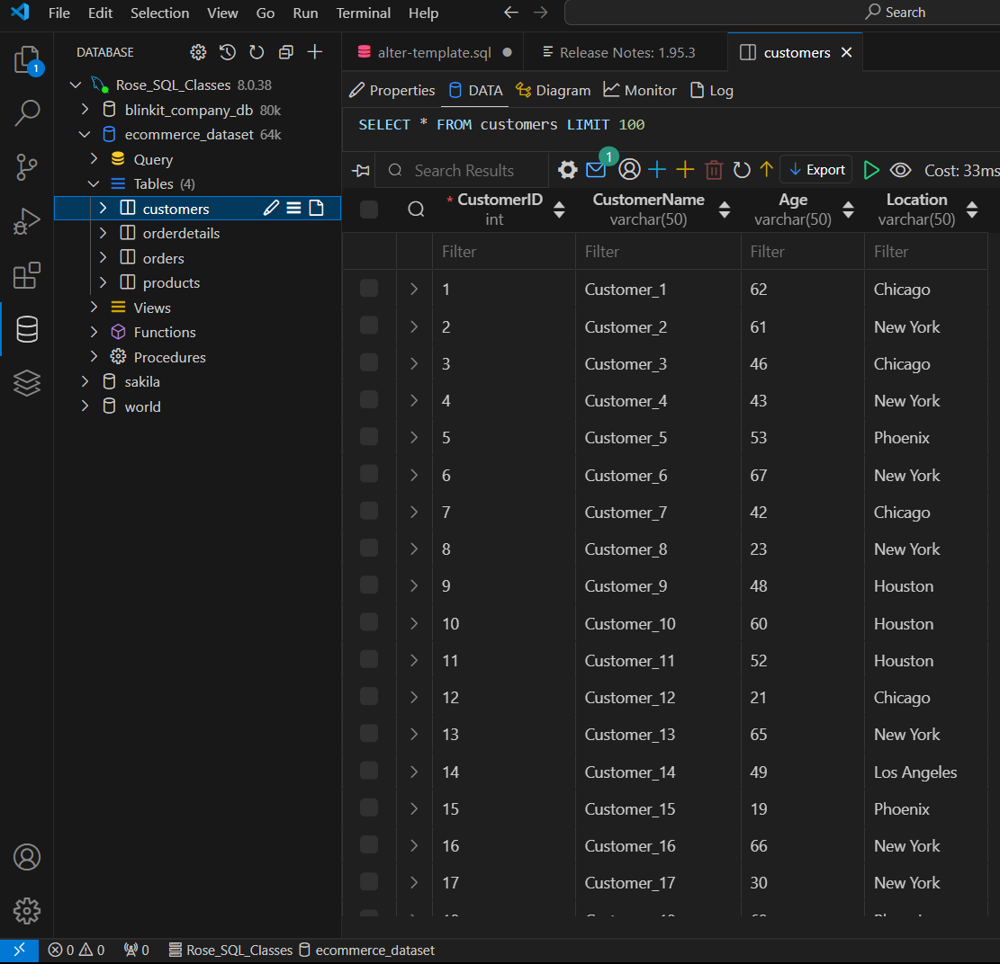 File Edit Selection View Go Run Terminal Help Search
1
DATABASE
alter-template.sql Release Notes: 1.95.3 customers
Rose_SQL_Classes 8.0.38
blinkit_company_db 80k
ecommerce_dataset 64k
Query
Tables (4)
customers
orderdetails
orders
products
Views
Functions
Procedures
sakila
world
Properties DATA Diagram Monitor Log
SELECT * FROM customers LIMIT 100
Search Results 1 Export Cost: 33ms
* CustomerID CustomerName Age Location
int varchar(50) varchar(50) varchar(50)
Filter Filter Filter Filter
1 Customer_1 62 Chicago
2 Customer_2 61 New York
3 Customer_3 46 Chicago
4 Customer_4 43 New York
5 Customer_5 53 Phoenix
6 Customer_6 67 New York
7 Customer_7 42 Chicago
8 Customer_8 23 New York
9 Customer_9 48 Houston
10 Customer_10 60 Houston
11 Customer_11 52 Houston
12 Customer_12 21 Chicago
13 Customer_13 65 New York
14 Customer_14 49 Los Angeles
15 Customer_15 19 Phoenix
16 Customer_16 66 New York
17 Customer_17 30 New York
0 0 0 Rose_SQL_Classes ecommerce_dataset